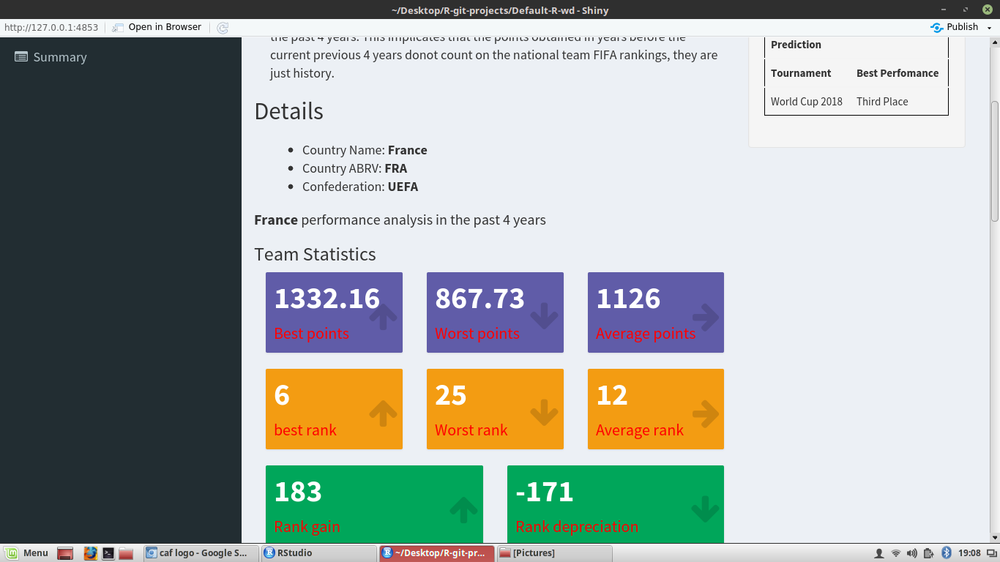 ~/Desktop/R-git-projects/Default-R-wd - Shiny
http://127.0.0.1:4853
Open in Browser
Publish
Summary
the past 4 years. This implicates that the points obtained in years before the
current previous 4 years donot count on the national team FIFA rankings, they are
just history.
Prediction
Tournament Best Perfomance
World Cup 2018 Third Place
Details
• Country Name: France
• Country ABRV: FRA
• Confederation: UEFA
France performance analysis in the past 4 years
Team Statistics
1332.16
Best points
867.73
Worst points
1126
Average points
6
best rank
25
Worst rank
12
Average rank
183
Rank gain
-171
Rank depreciation
Menu
caf logo - Google S...
RStudio
~/Desktop/R-git-pr...
[Pictures]
19:08